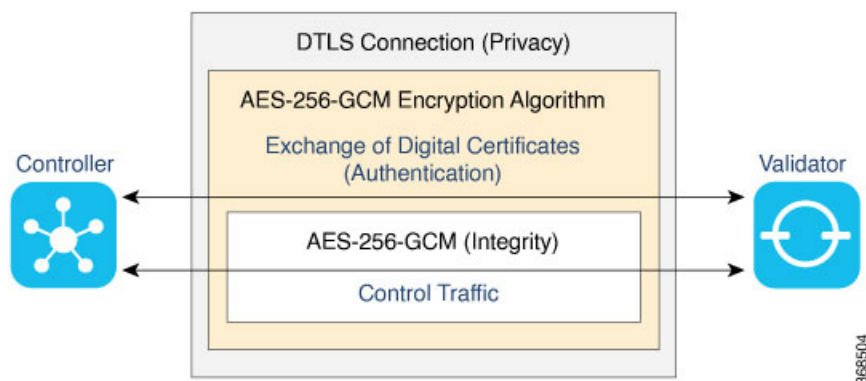 DTLS Connection (Privacy)
AES-256-GCM Encryption Algorithm
Exchange of Digital Certificates
(Authentication)
Controller
Validator
AES-256-GCM (Integrity)
Control Traffic
368504